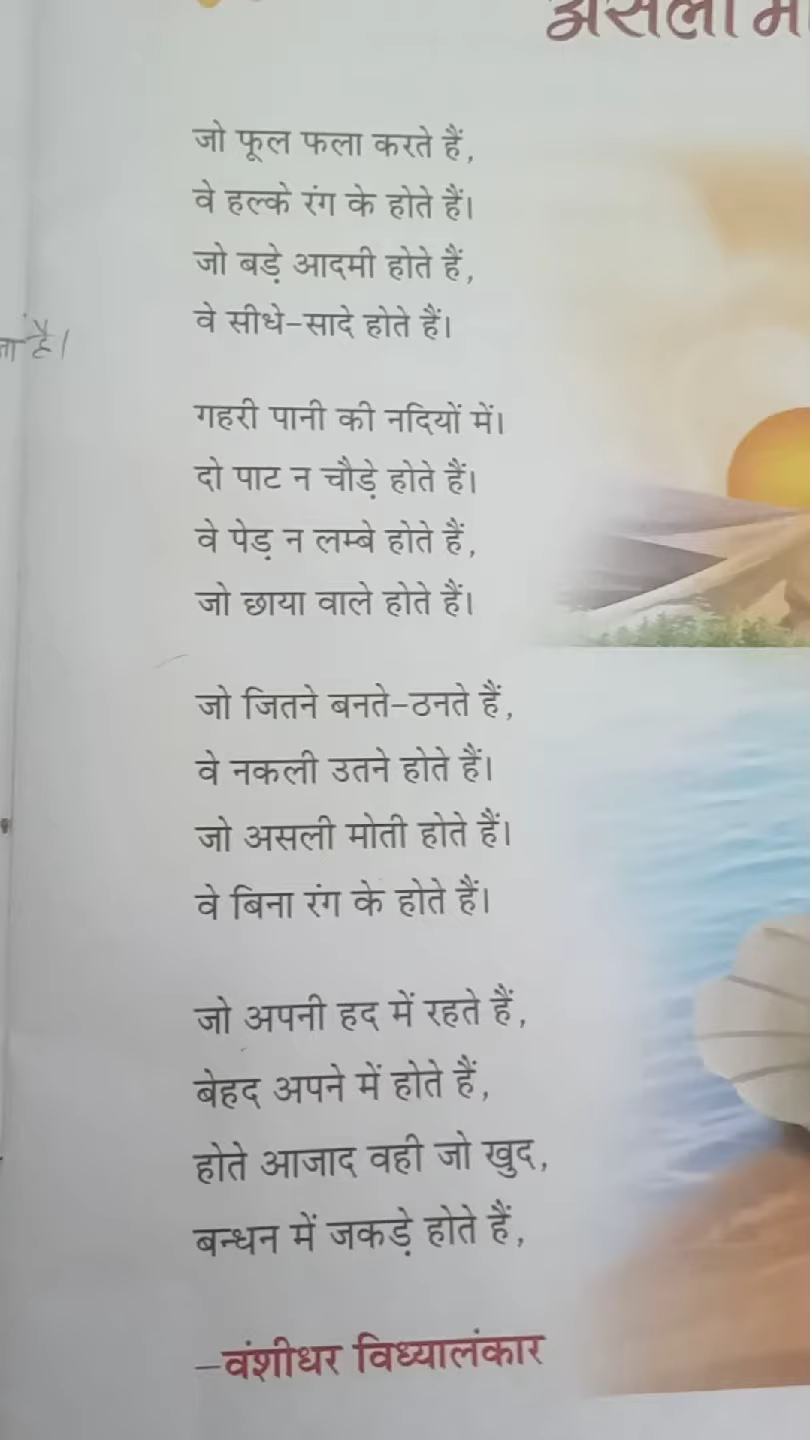 असली
जो फूल फला करते हैं,
वे हल्के रंग के होते हैं।
जो बड़े आदमी होते हैं,
वे सीधे-सादे होते हैं।
है।
गहरी पानी की नदियों में।
दो पाट न चौड़े होते हैं।
वे पेड़ न लम्बे होते हैं,
जो छाया वाले होते हैं।
जो जितने बनते-ठनते हैं,
वे नकली उतने होते हैं।
जो असली मोती होते हैं।
वे बिना रंग के होते हैं।
जो अपनी हद में रहते हैं,
बेहद अपने में होते हैं,
होते आजाद वही जो खुद,
बन्धन में जकड़े होते हैं,
-वंशीधर विध्यालंकार